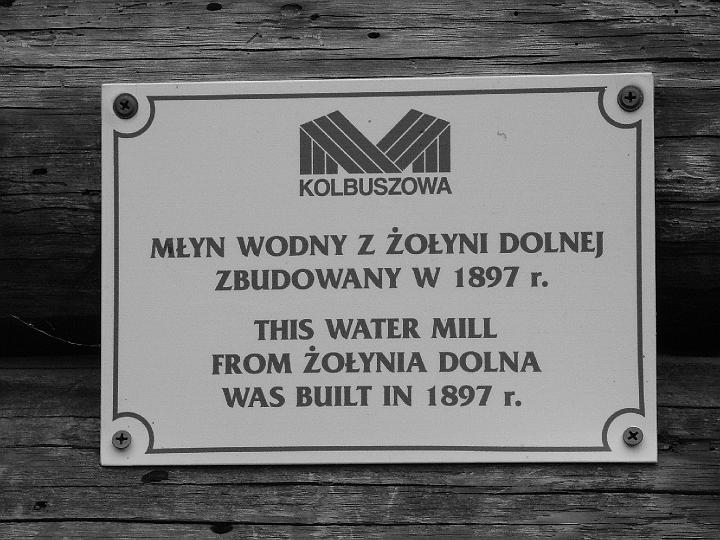 KOLBUSZOWA
MŁYN WODNY Z ŻOŁYNI DOLNEJ
ZBUDOWANY W 1897 r.
THIS WATER MILL
FROM ŻOŁYNIA DOLNA
WAS BUILT IN 1897 r.